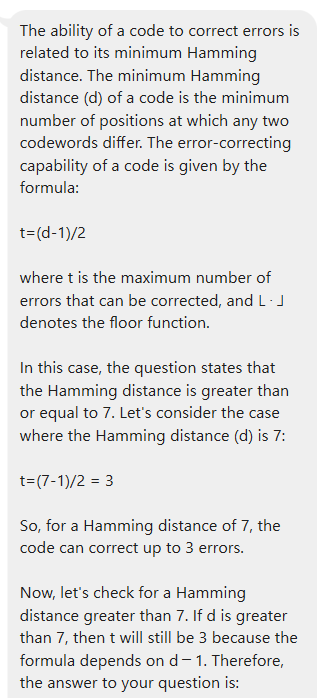 The ability of a code to correct errors is
related to its minimum Hamming
distance. The minimum Hamming
distance (d) of a code is the minimum
number of positions at which any two
codewords differ. The error-correcting
capability of a code is given by the
formula:
t=(d-1)/2
where t is the maximum number of
errors that can be corrected, and ⌊⋅⌋
denotes the floor function.
In this case, the question states that
the Hamming distance is greater than
or equal to 7. Let's consider the case
where the Hamming distance (d) is 7:
t=(7-1)/2 = 3
So, for a Hamming distance of 7, the
code can correct up to 3 errors.
Now, let's check for a Hamming
distance greater than 7. If d is greater
than 7, then t will still be 3 because the
formula depends on d−1. Therefore,
the answer to your question is: